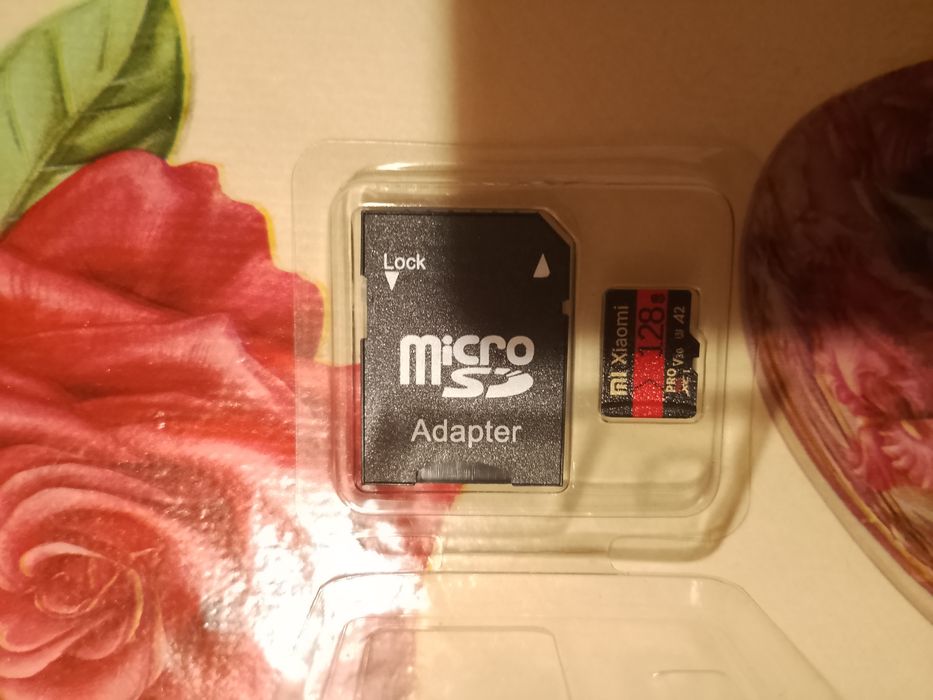 Lock
Micro
SD
Adapter
mi Xiaomi
128
PRO V30 A2